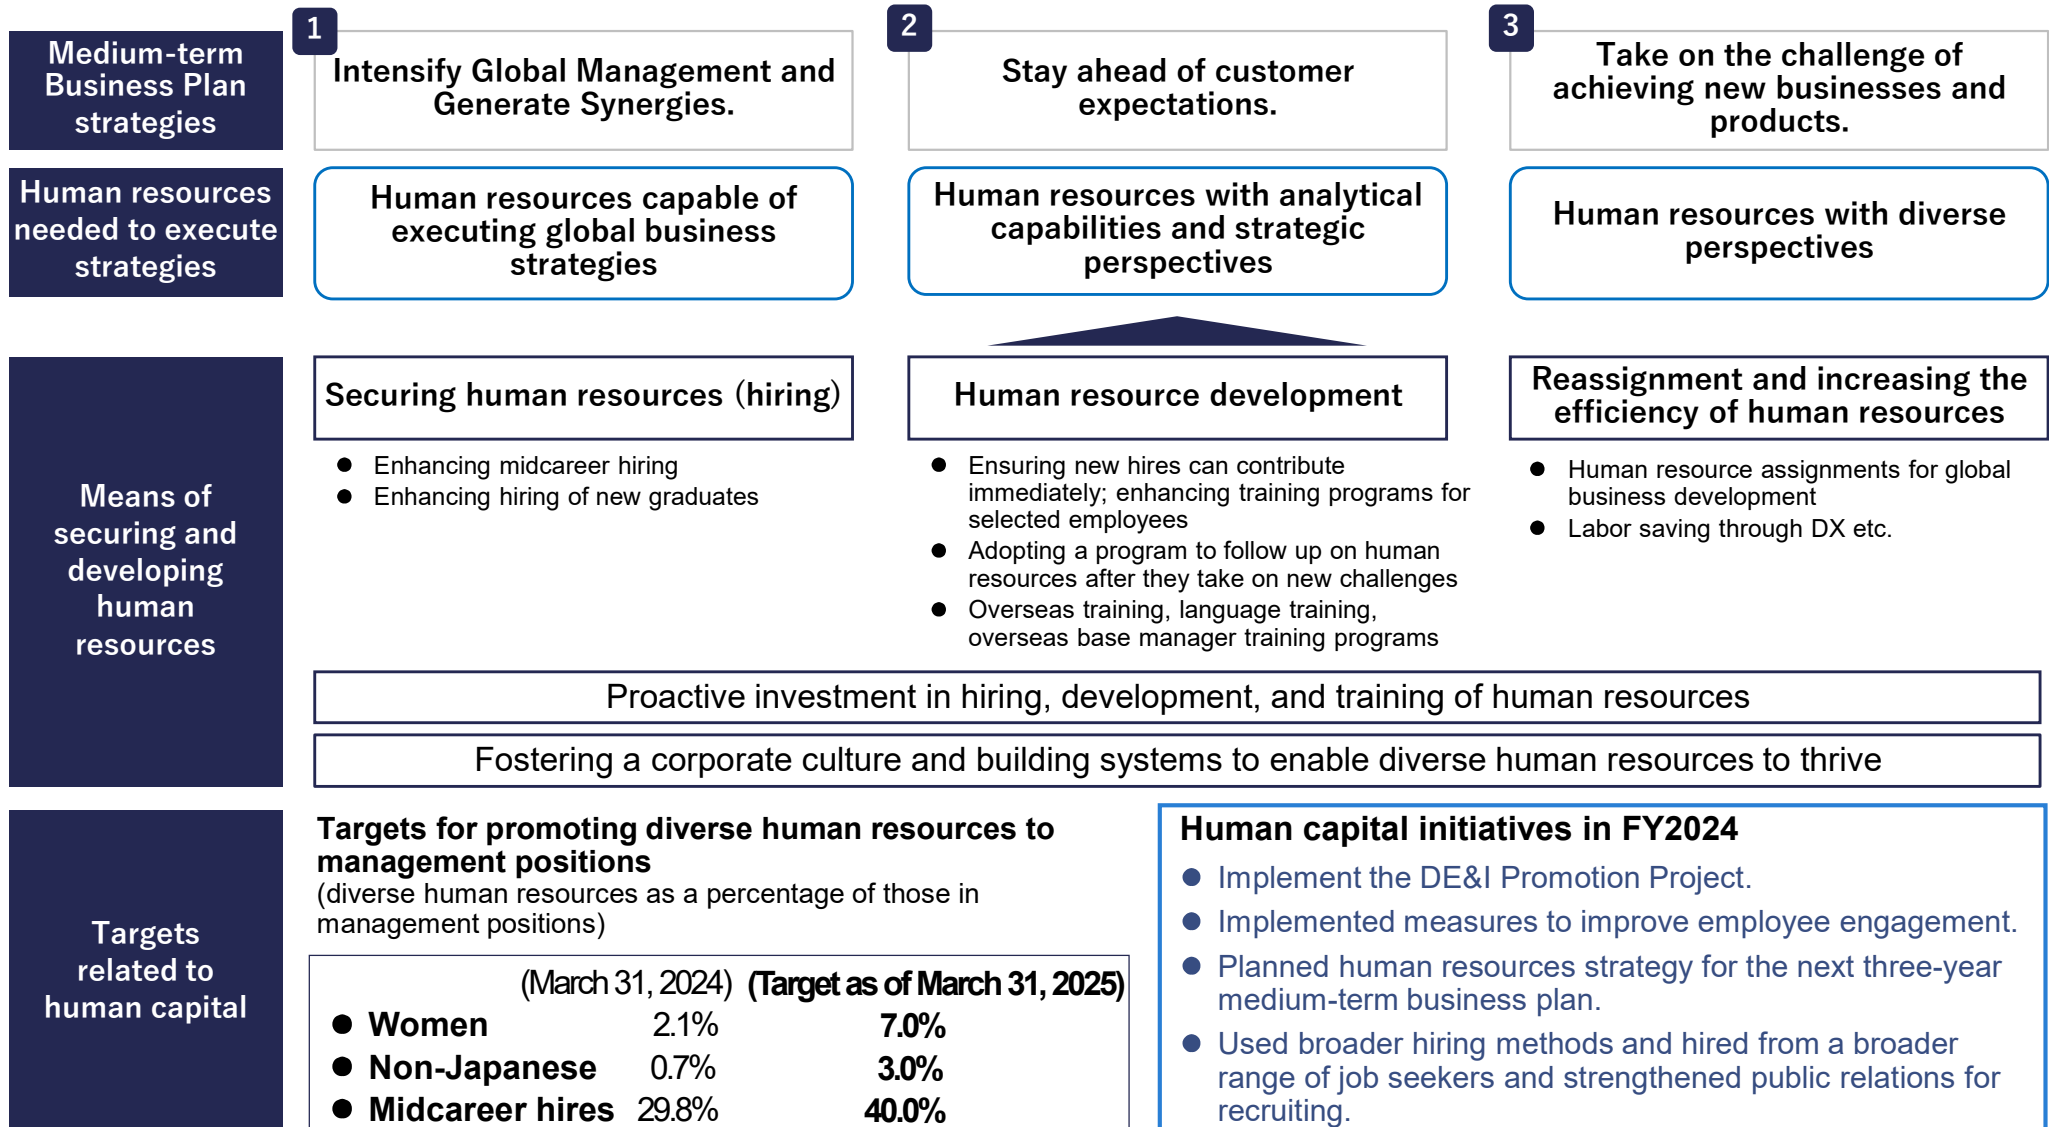 Medium-term
Business Plan
strategies
1
Intensify Global Management and
Generate Synergies.
2
Stay ahead of customer
expectations.
3
Take on the challenge of
achieving new businesses and
products.
Human resources
needed to execute
strategies
Human resources capable of
executing global business
strategies
Human resources with analytical
capabilities and strategic
perspectives
Human resources with diverse
perspectives
Means of
securing and
developing
human
resources
Securing human resources (hiring)
● Enhancing midcareer hiring
● Enhancing hiring of new graduates
Human resource development
● Ensuring new hires can contribute
immediately; enhancing training programs for
selected employees
● Adopting a program to follow up on human
resources after they take on new challenges
● Overseas training, language training,
overseas base manager training programs
Reassignment and increasing the
efficiency of human resources
● Human resource assignments for global
business development
● Labor saving through DX etc.
Proactive investment in hiring, development, and training of human resources
Fostering a corporate culture and building systems to enable diverse human resources to thrive
Targets
related to
human capital
Targets for promoting diverse human resources to
management positions
(diverse human resources as a percentage of those in
management positions)
(March 31, 2024) (Target as of March 31, 2025)
● Women 2.1% 7.0%
● Non-Japanese 0.7% 3.0%
● Midcareer hires 29.8% 40.0%
Human capital initiatives in FY2024
● Implement the DE&I Promotion Project.
● Implemented measures to improve employee engagement.
● Planned human resources strategy for the next three-year
medium-term business plan.
● Used broader hiring methods and hired from a broader
range of job seekers and strengthened public relations for
recruiting.